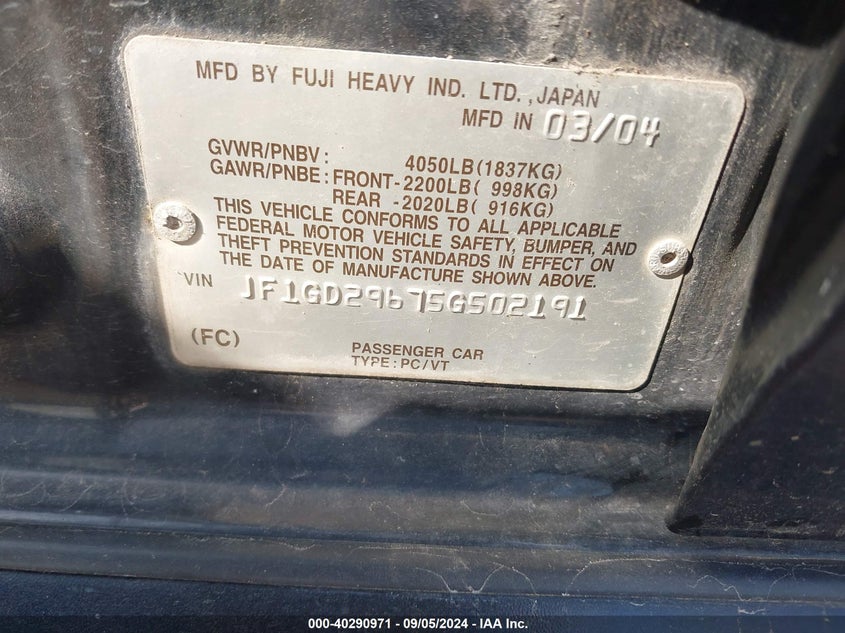 MFD BY FUJI HEAVY IND. LTD., JAPAN
MFD IN 03/04
GVWR/PNBV: 4050LB(1837KG)
GAWR/PNBE: FRONT-2200LB( 998KG)
REAR -2020LB( 916KG)
THIS VEHICLE CONFORMS TO ALL APPLICABLE
FEDERAL MOTOR VEHICLE SAFETY, BUMPER, AND
THEFT PREVENTION STANDARDS IN EFFECT ON
THE DATE OF MANUFACTURE SHOWN ABOVE.
VIN JF1GD29675G502191
(FC)
PASSENGER CAR
TYPE: PC/VT
000-40290971 - 09/05/2024 - IAA Inc.